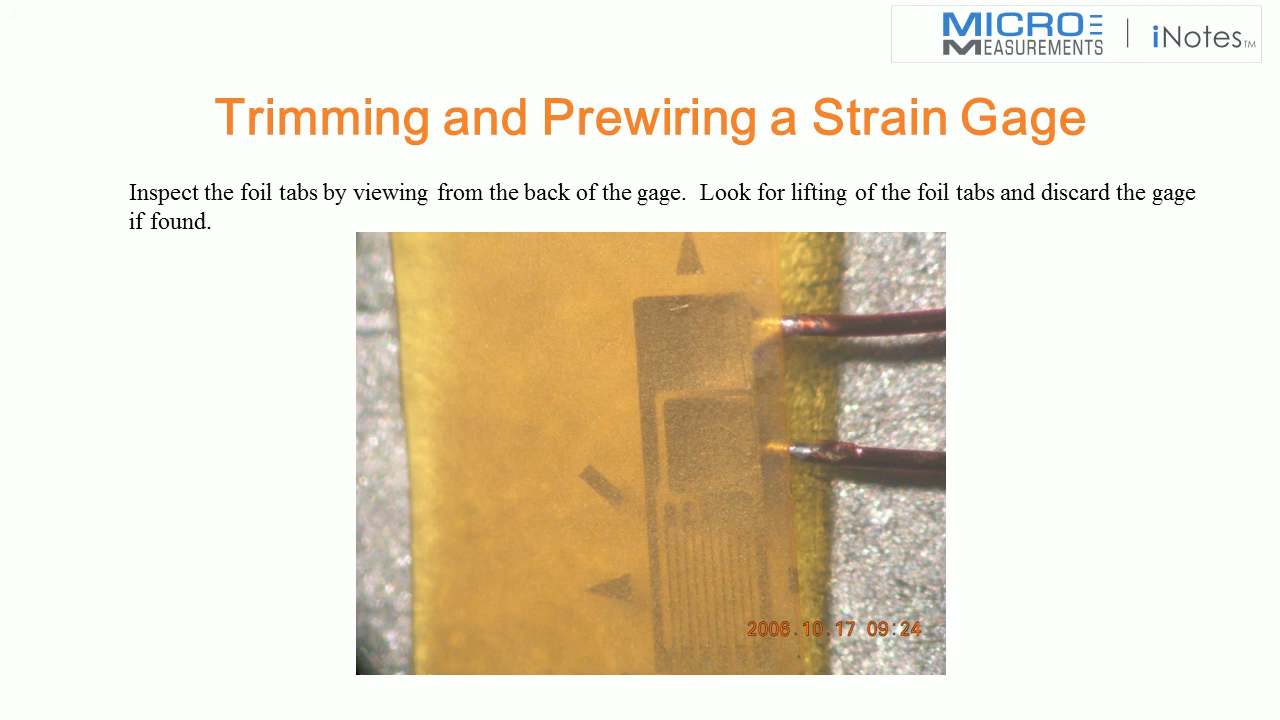 MICRO
MEASUREMENTS | iNotes™
Trimming and Prewiring a Strain Gage
Inspect the foil tabs by viewing from the back of the gage. Look for lifting of the foil tabs and discard the gage
if found.
2006.10.17 09:24